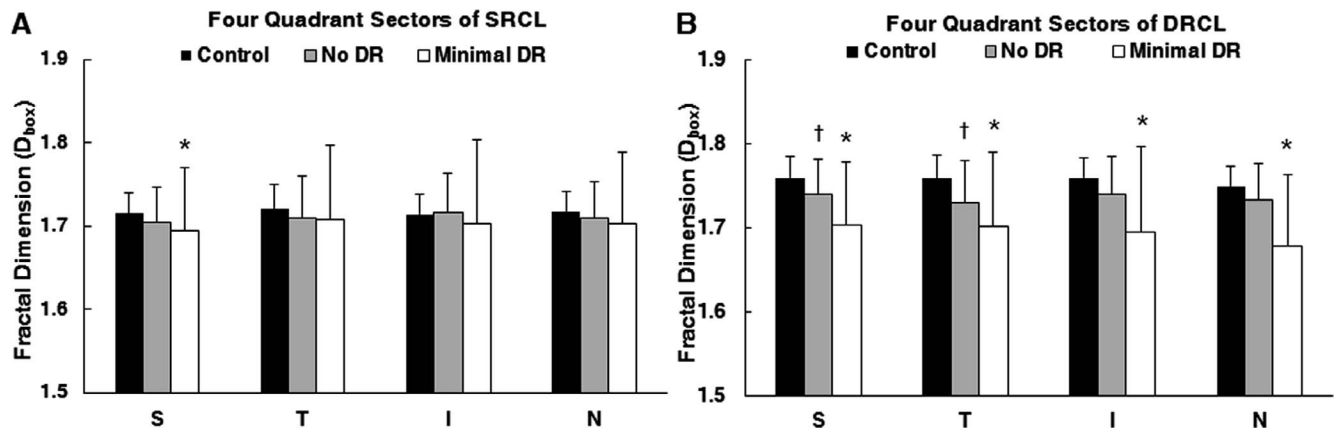 A
Four Quadrant Sectors of SRCL
Control No DR Minimal DR
Fractal Dimension (Dbox)
1.9
1.8
1.7
1.6
1.5
*
S T I N
B
Four Quadrant Sectors of DRCL
Control No DR Minimal DR
Fractal Dimension (Dbox)
1.9
1.8
1.7
1.6
1.5
† * † * * *
S T I N